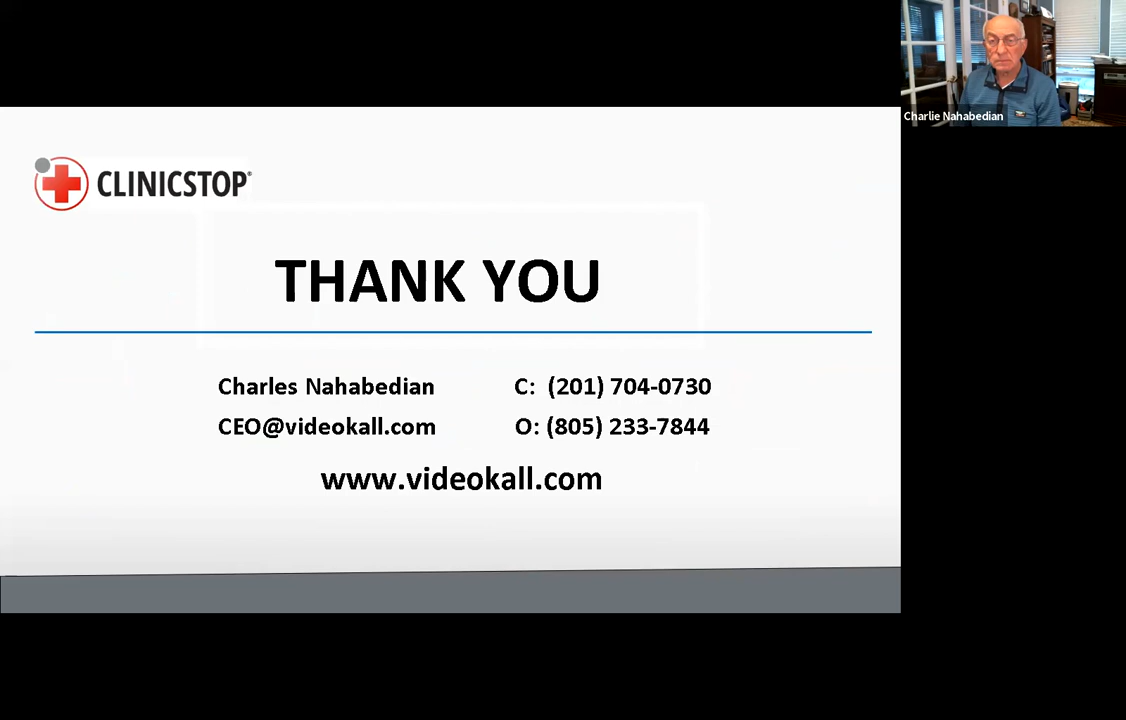 Charlie Nahabedian
CLINICSTOP®
THANK YOU
Charles Nahabedian
C: (201) 704-0730
CEO@videokall.com
O: (805) 233-7844
www.videokall.com